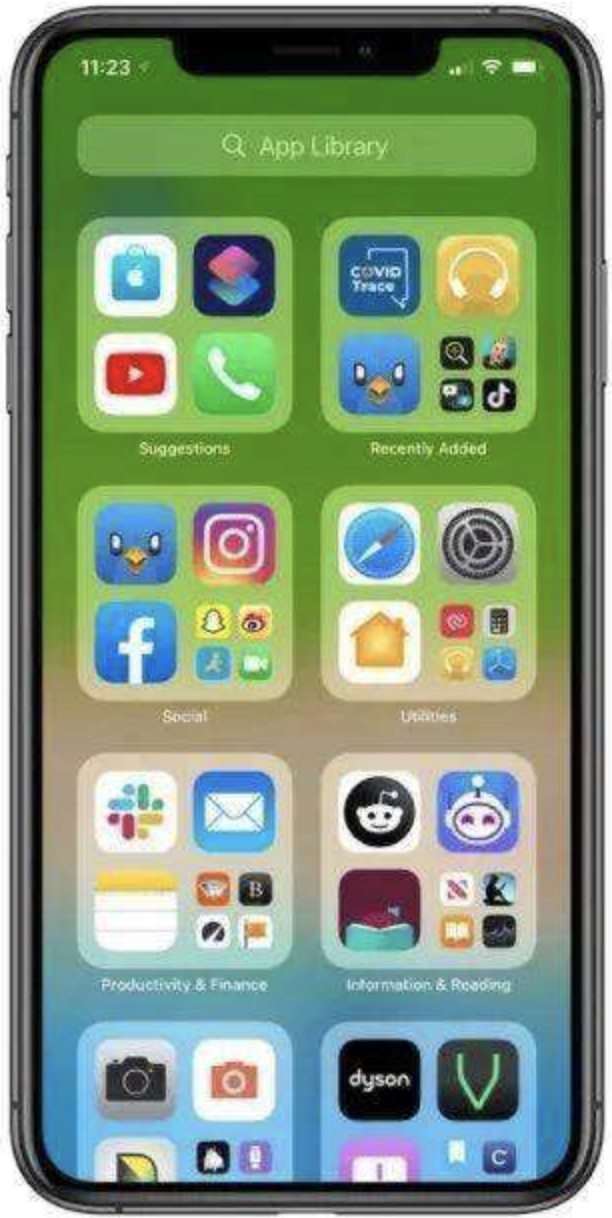 11:23
App Library
COVID
Trace
Suggestions
Recently Added
Social
Utilities
Productivity & Finance
Information & Reading
dyson